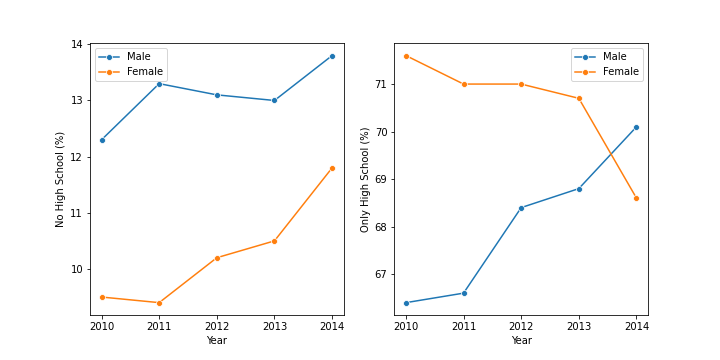 Male
Female
14
13
12
11
10
No High School (%)
2010 2011 2012 2013 2014
Year
Male
Female
71
70
69
68
67
Only High School (%)
2010 2011 2012 2013 2014
Year